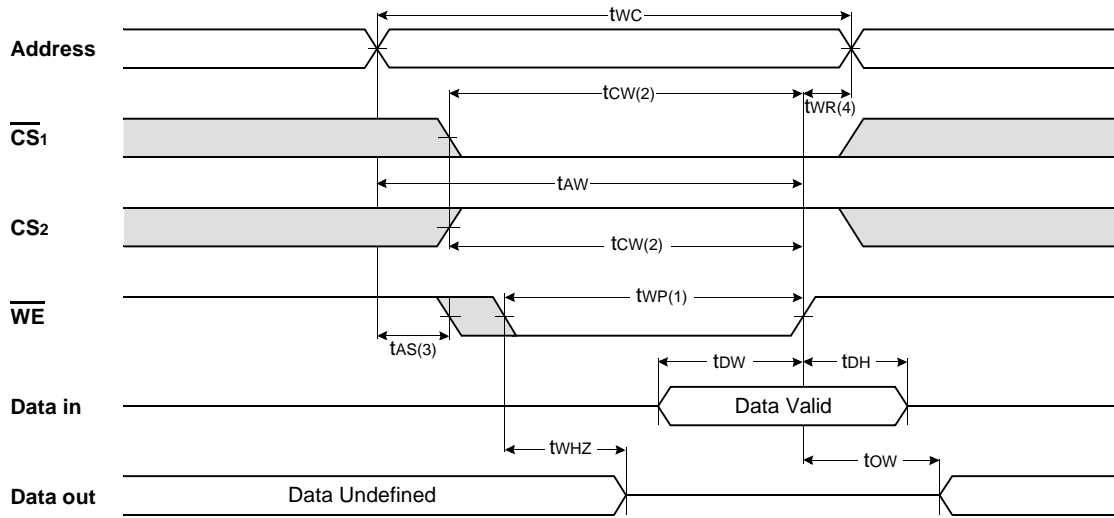 tWC
Address
tCW(2)
tWR(4)
CS1
tAW
CS2
tCW(2)
tWP(1)
WE
tAS(3)
tDW
tDH
Data in
Data Valid
tWHZ
tOW
Data out
Data Undefined